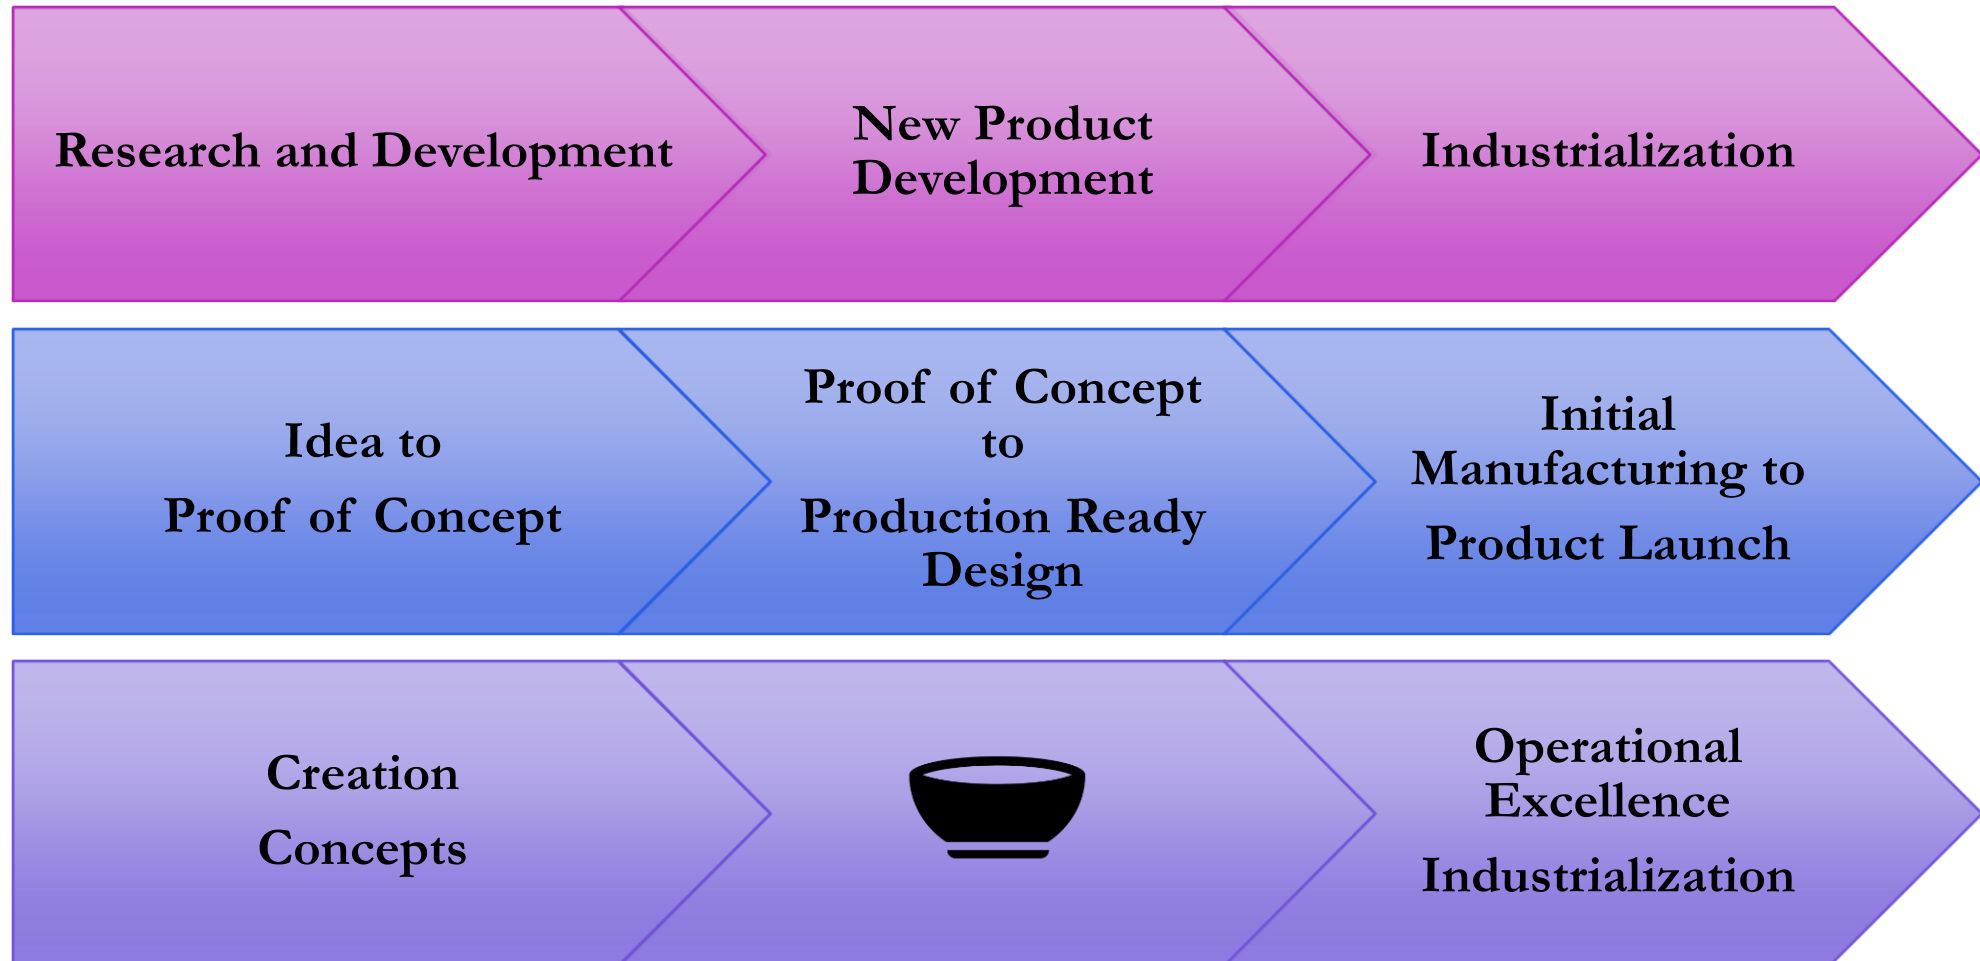 Research and Development
New Product
Development
Industrialization
Idea to
Proof of Concept
Proof of Concept
to
Production Ready
Design
Initial
Manufacturing to
Product Launch
Creation
Concepts
Operational
Excellence
Industrialization